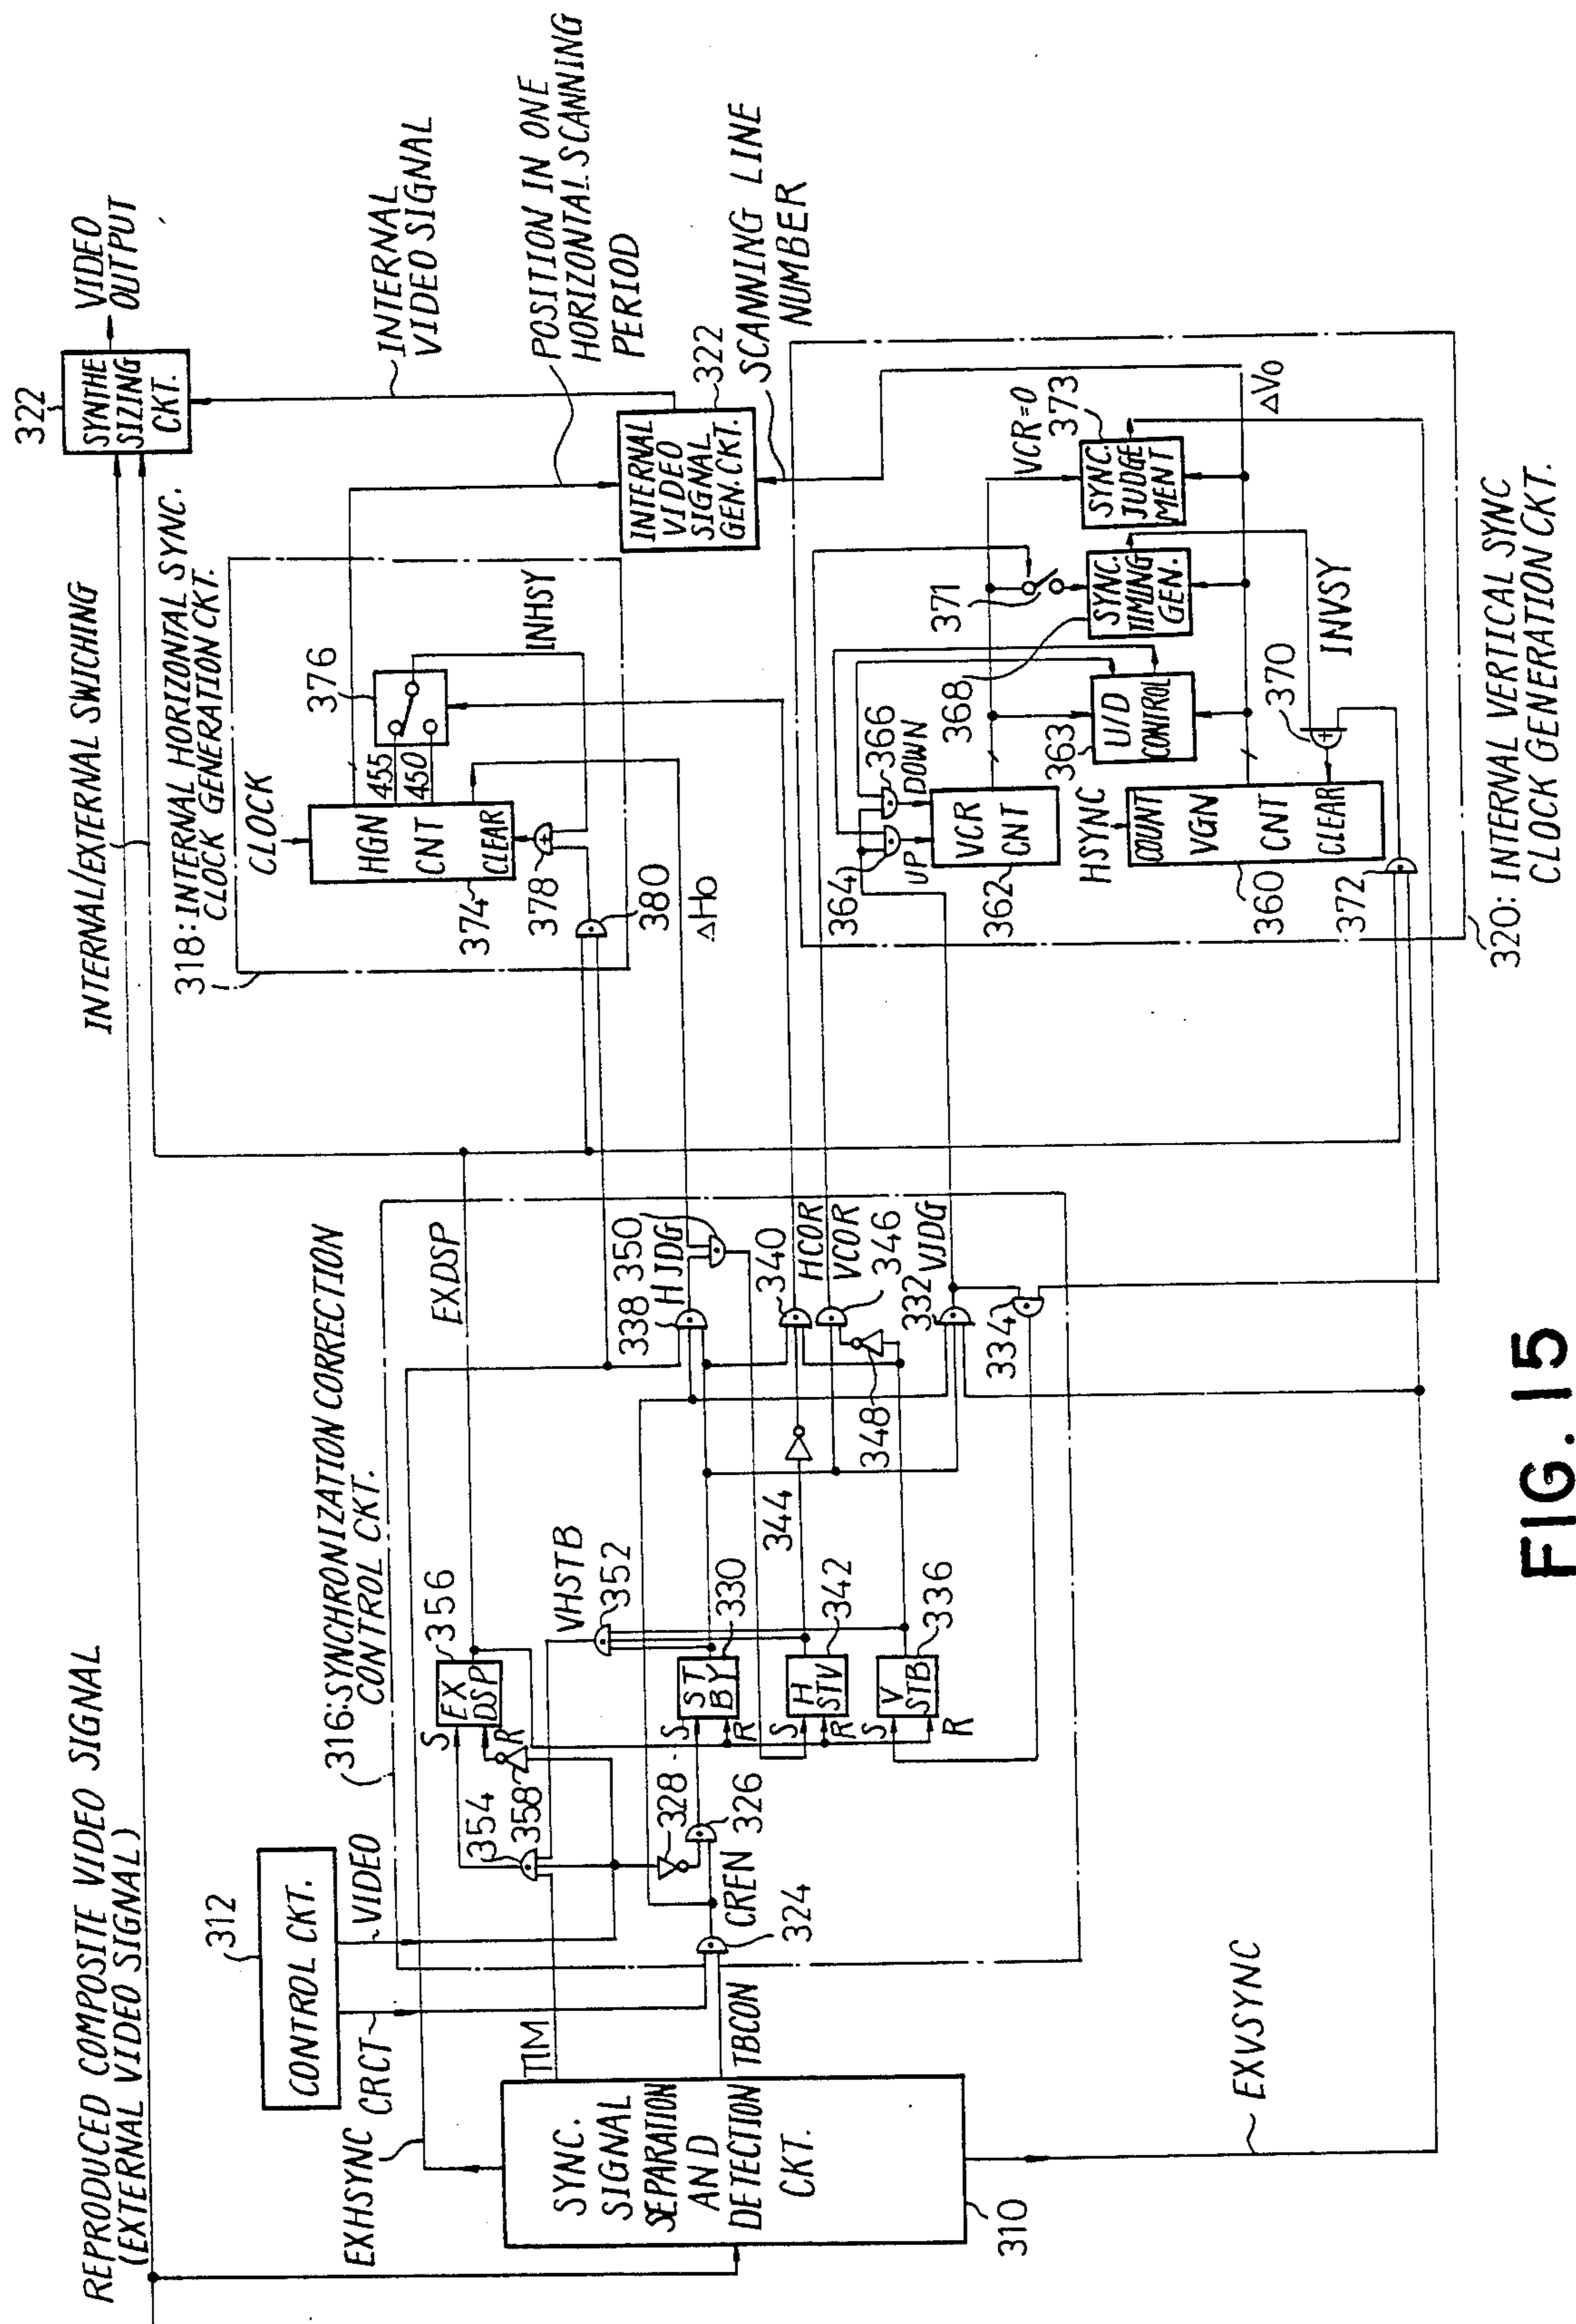 REPRODUCED COMPOSITE VIDEO SIGNAL
(EXTERNAL VIDEO SIGNAL)
INTERNAL/EXTERNAL SWICHING
322
SYNTHE
SIZING
CKT.
VIDEO
OUTPUT
312
CONTROL CKT.
VIDEO
CRCT
EXHSYNC
TIM
TBCON
SYNC.
SIGNAL
SEPARATION
AND
DETECTION
CKT.
310
EXVSYNC
316:SYNCHRONIZATION CORRECTION
CONTROL CKT.
354
358
S
R
EX
DSP
356
EXDSP
VHSTB
352
328
326
CREN
324
S
R
ST
BY
330
S
R
H
STV
342
S
R
V
STB
336
344
348
338
350
HJDG
340
HCOR
VCOR
346
332
VJDG
334
318:INTERNAL HORIZONTAL SYNC.
CLOCK GENERATION CKT.
CLOCK
HGN
CNT
CLEAR
374
455
450
376
INHSY
378
380
ΔHo
INTERNAL
VIDEO SIGNAL
POSITION IN ONE
HORIZONTAL SCANNING
PERIOD
INTERNAL
VIDEO
SIGNAL
GEN.CKT.
322
SCANNING LINE
NUMBER
364
366
UP
DOWN
VCR
CNT
362
363
U/D
CONTROL
368
371
SYNC.
TIMING
GEN.
VCR=0
SYNC.
JUDGE
MENT
373
ΔVo
HSYNC
COUNT
VGN
CNT
CLEAR
360
370
INVSY
372
320: INTERNAL VERTICAL SYNC
CLOCK GENERATION CKT.
FIG. 15